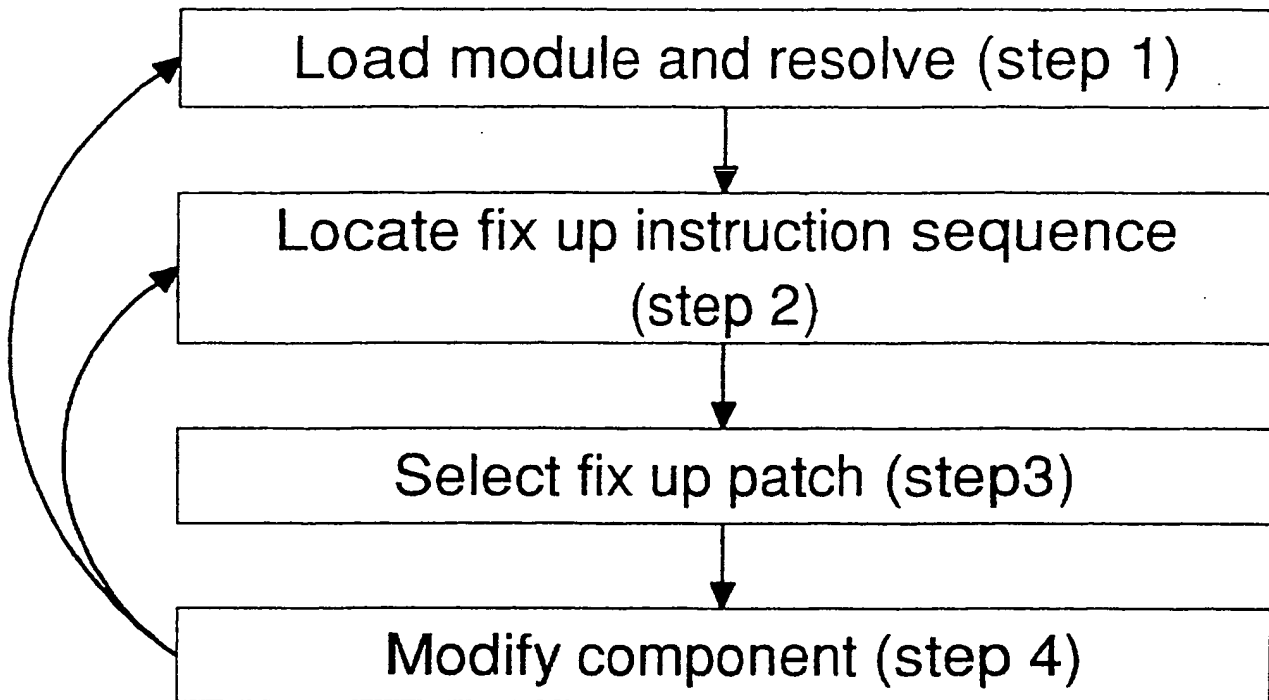 Load module and resolve (step 1)
Locate fix up instruction sequence
(step 2)
Select fix up patch (step3)
Modify component (step 4)